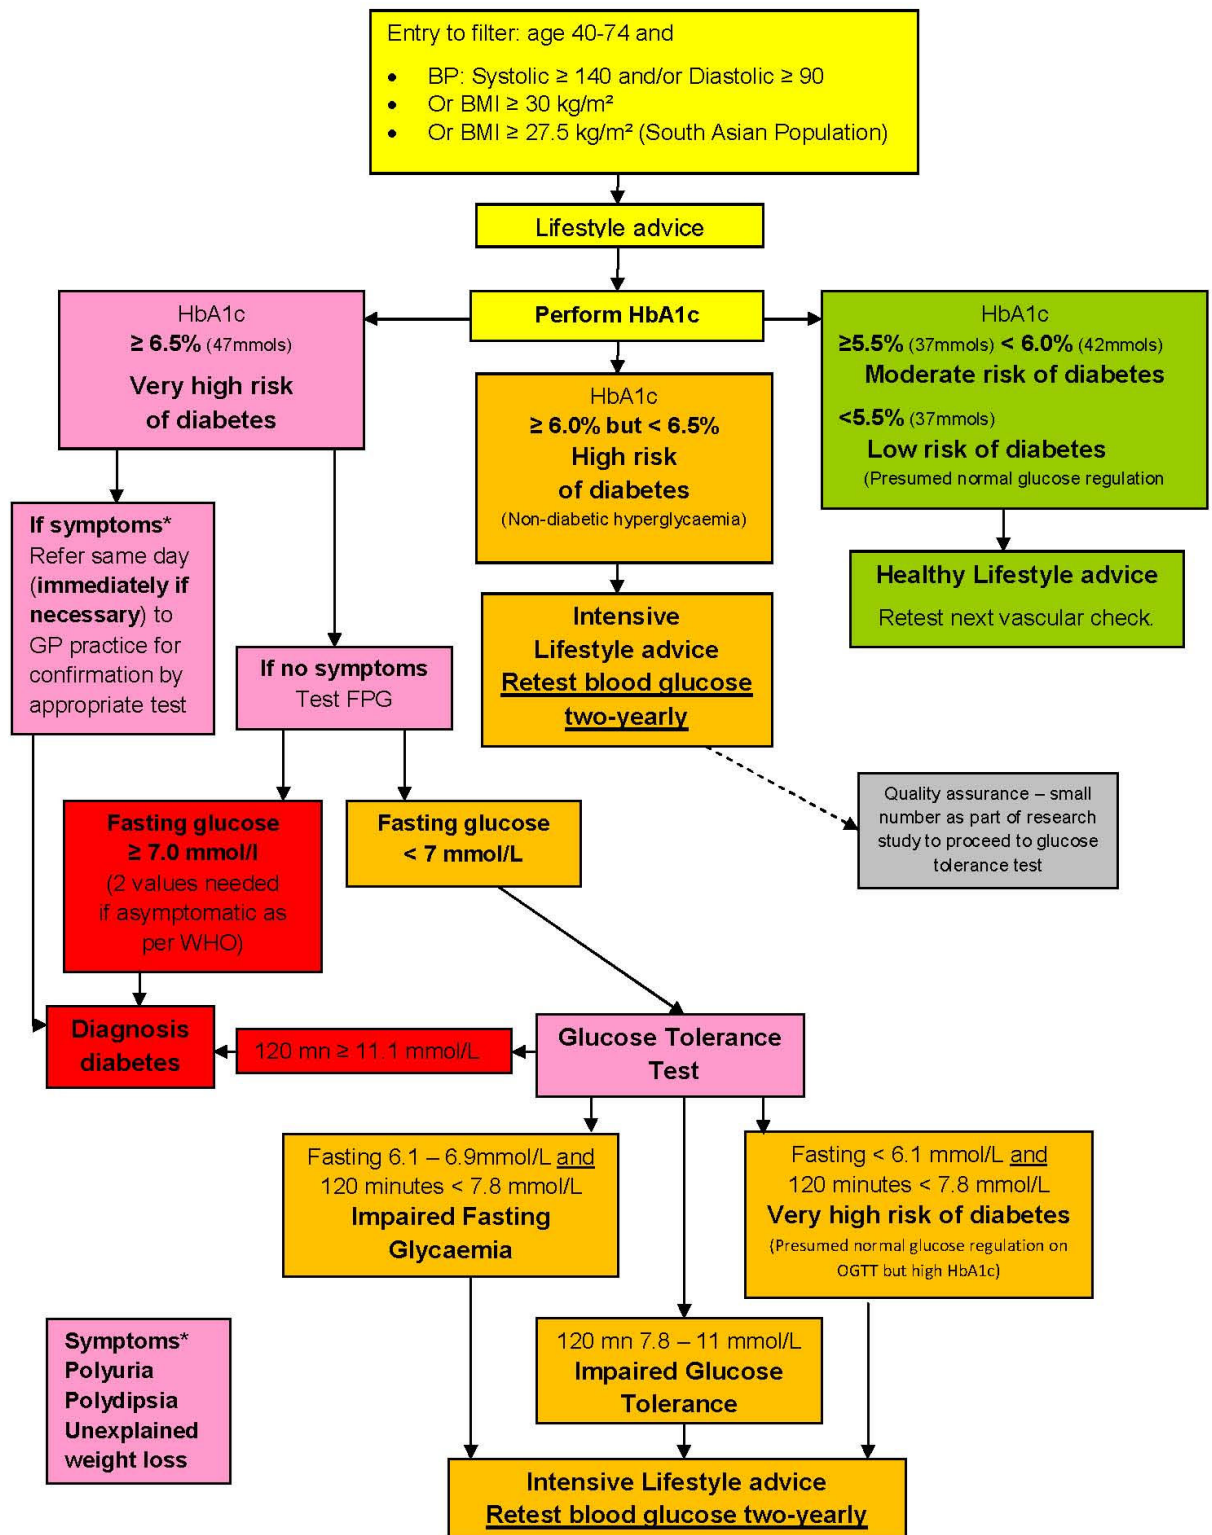 Entry to filter: age 40-74 and
• BP: Systolic ≥ 140 and/or Diastolic ≥ 90
• Or BMI ≥ 30 kg/m²
• Or BMI ≥ 27.5 kg/m² (South Asian Population)
Lifestyle advice
Perform HbA1c
HbA1c
≥ 6.5% (47mmols)
Very high risk
of diabetes
HbA1c
≥ 6.0% but < 6.5%
High risk
of diabetes
(Non-diabetic hyperglycaemia)
HbA1c
≥5.5% (37mmols) < 6.0% (42mmols)
Moderate risk of diabetes
<5.5% (37mmols)
Low risk of diabetes
(Presumed normal glucose regulation
If symptoms*
Refer same day
(immediately if
necessary) to
GP practice for
confirmation by
appropriate test
If no symptoms
Test FPG
Intensive
Lifestyle advice
Retest blood glucose
two-yearly
Healthy Lifestyle advice
Retest next vascular check.
Quality assurance – small
number as part of research
study to proceed to glucose
tolerance test
Fasting glucose
≥ 7.0 mmol/l
(2 values needed
if asymptomatic as
per WHO)
Fasting glucose
< 7 mmol/L
Diagnosis
diabetes
120 mn ≥ 11.1 mmol/L
Glucose Tolerance
Test
Fasting 6.1 – 6.9mmol/L and
120 minutes < 7.8 mmol/L
Impaired Fasting
Glycaemia
Fasting < 6.1 mmol/L and
120 minutes < 7.8 mmol/L
Very high risk of diabetes
(Presumed normal glucose regulation on
OGTT but high HbA1c)
120 mn 7.8 – 11 mmol/L
Impaired Glucose
Tolerance
Symptoms*
Polyuria
Polydipsia
Unexplained
weight loss
Intensive Lifestyle advice
Retest blood glucose two-yearly